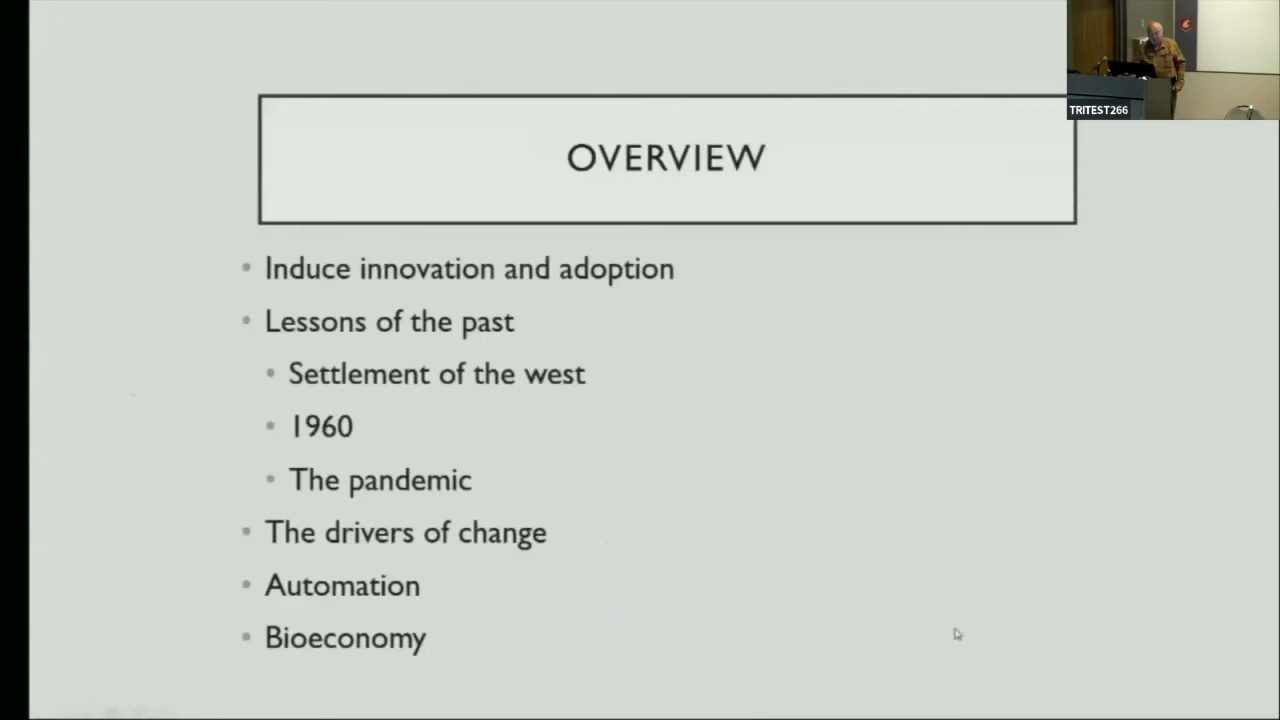 OVERVIEW
Induce innovation and adoption
Lessons of the past
Settlement of the west
1960
The pandemic
The drivers of change
Automation
Bioeconomy
TRITEST266